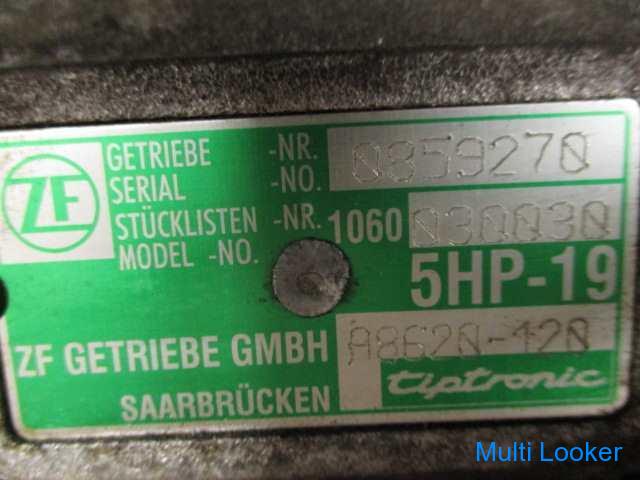 ZF
GETRIEBE -NR. 0859270
SERIAL -NO.
STÜCKLISTEN -NR. 1060 030030
MODEL -NO.
5HP-19
ZF GETRIEBE GMBH A8620-120
SAARBRÜCKEN tiptronic
Multi Looker